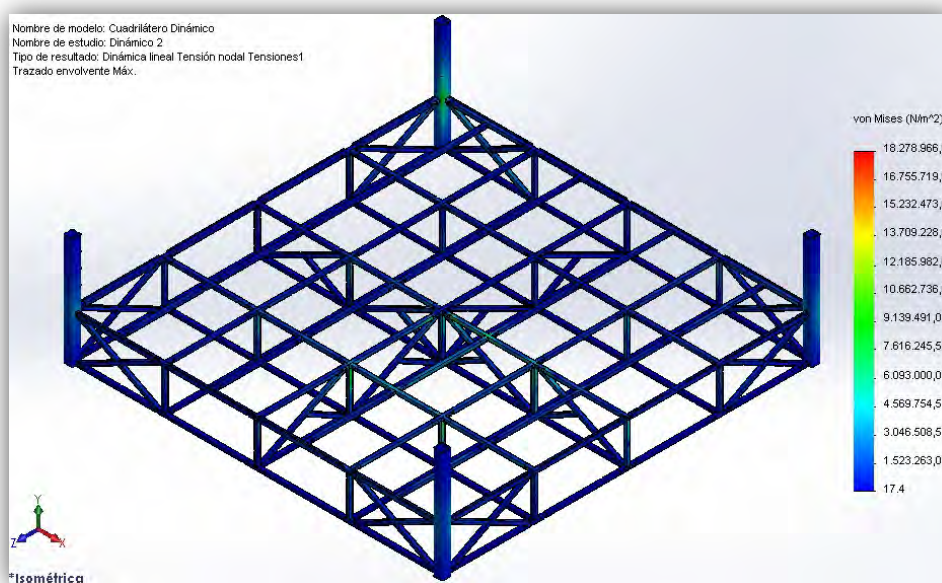 Nombre de modelo: Cuadrilátero Dinámico
Nombre de estudio: Dinámico 2
Tipo de resultado: Dinámica lineal Tensión nodal Tensiones1
Trazado envolvente Máx.
von Mises (N/m^2)
18.278.966,
16.755.719,
15.232.473,
13.709.228,
12.185.982,
10.662.736,
9.139.491,0
7.616.245,5
6.093.000,0
4.569.754,5
3.046.508,5
1.523.263,0
17.4
Y
Z X
*Isométrica